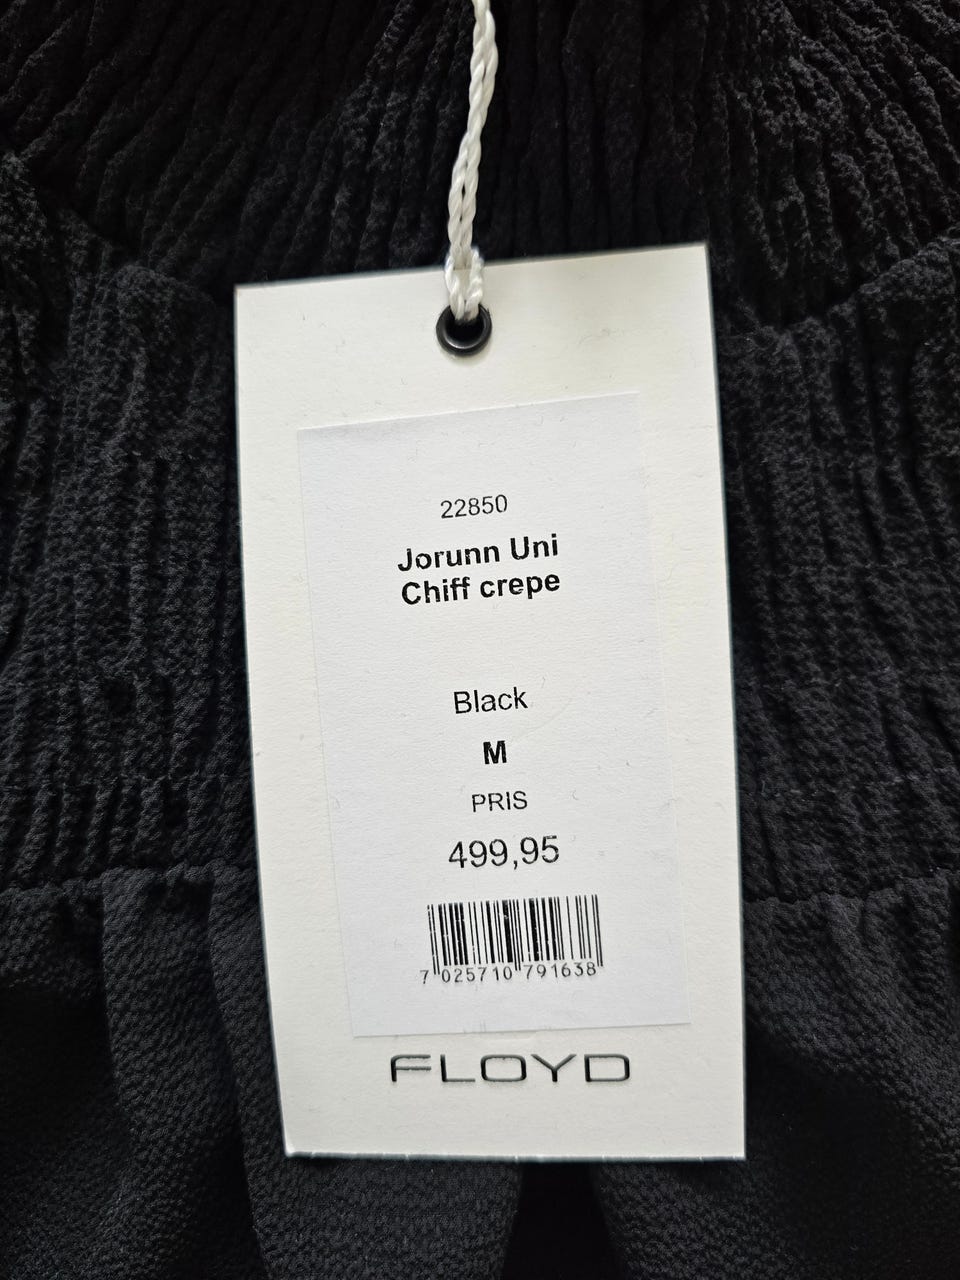 22850
Jorunn Uni
Chiff crepe
Black
M
PRIS
499,95
7 025710 791638
FLOYD